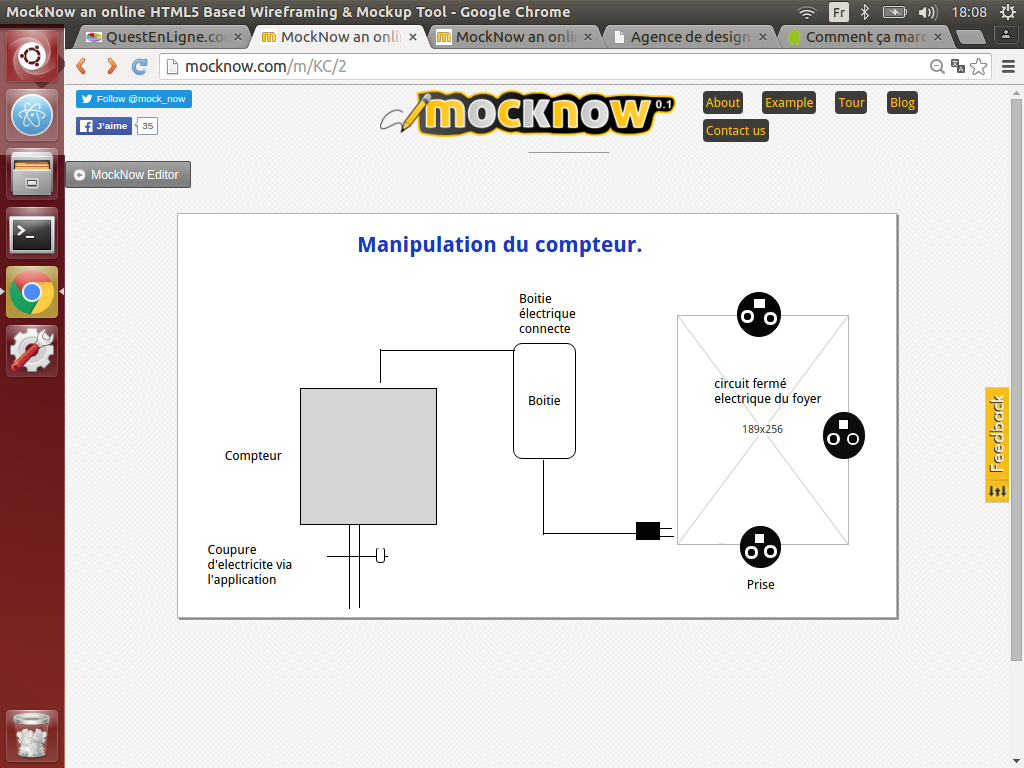 MockNow an online HTML5 Based Wireframing & Mockup Tool - Google Chrome
Fr
18:08
QuestEnLigne.co
MockNow an onli
MockNow an onli
Agence de design
Comment ça marc
mocknow.com/m/KC/2
Follow @mock_now
J'aime
35
mocknow 0.1
About
Example
Tour
Blog
Contact us
MockNow Editor
Manipulation du compteur.
Boitie
électrique
connecte
Boitie
circuit fermé
electrique du foyer
189x256
Compteur
Coupure
d'electricite via
l'application
Prise
Feedback